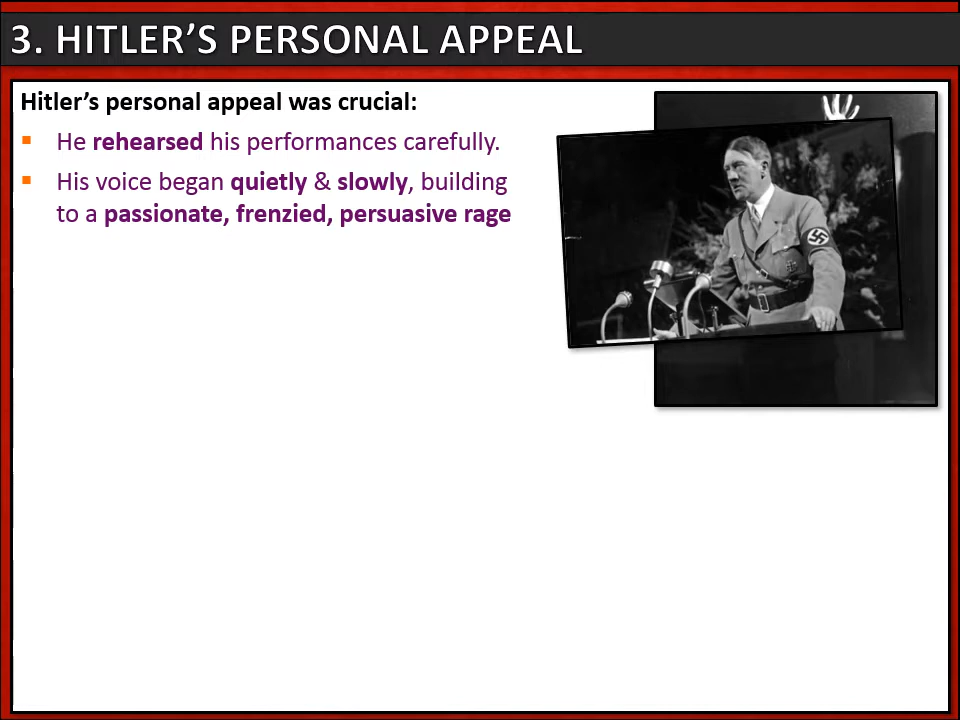 3. HITLER’S PERSONAL APPEAL
Hitler’s personal appeal was crucial:
▪ He rehearsed his performances carefully.
▪ His voice began quietly & slowly, building
to a passionate, frenzied, persuasive rage